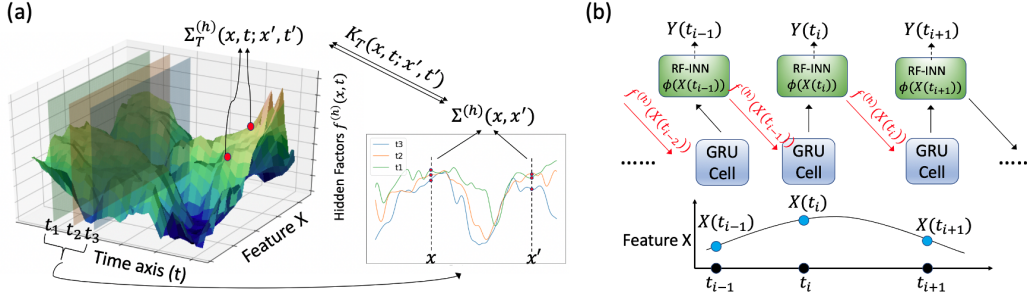 (a)
Σ_T^(h)(x, t; x′, t′)
K_T(x, t; x′, t′)
Hidden Factors f^(h)(x, t)
Σ^(h)(x, x′)
t3
t2
t1
x
x′
t₁
t₂
t₃
Time axis (t)
Feature X
(b)
Y(t_{i−1})
Y(t_i)
Y(t_{i+1})
RF-INN
ϕ(X(t_{i−1}))
RF-INN
ϕ(X(t_i))
RF-INN
ϕ(X(t_{i+1}))
f^(h)(X(t_{i−2}))
f^(h)(X(t_{i−1}))
f^(h)(X(t_i))
......
GRU
Cell
GRU
Cell
GRU
Cell
......
Feature X
X(t_{i−1})
X(t_i)
X(t_{i+1})
t_{i−1}
t_i
t_{i+1}